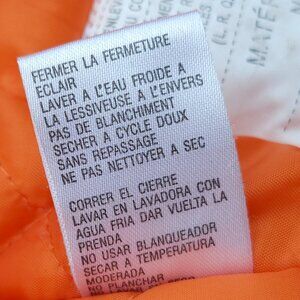 FERMER LA FERMETURE
ECLAIR
LAVER A L'EAU FROIDE A
LA LESSIVEUSE A L'ENVERS
PAS DE BLANCHIMENT
SECHER A CYCLE DOUX
SANS REPASSAGE
NE PAS NETTOYER A SEC
CORRER EL CIERRE
LAVAR EN LAVADORA CON
AGUA FRIA DAR VUELTA LA
PRENDA
NO USAR BLANQUEADOR
SECAR A TEMPERATURA
MODERADA
NO PLANCHAR
(L. R. Q.
MATÉR